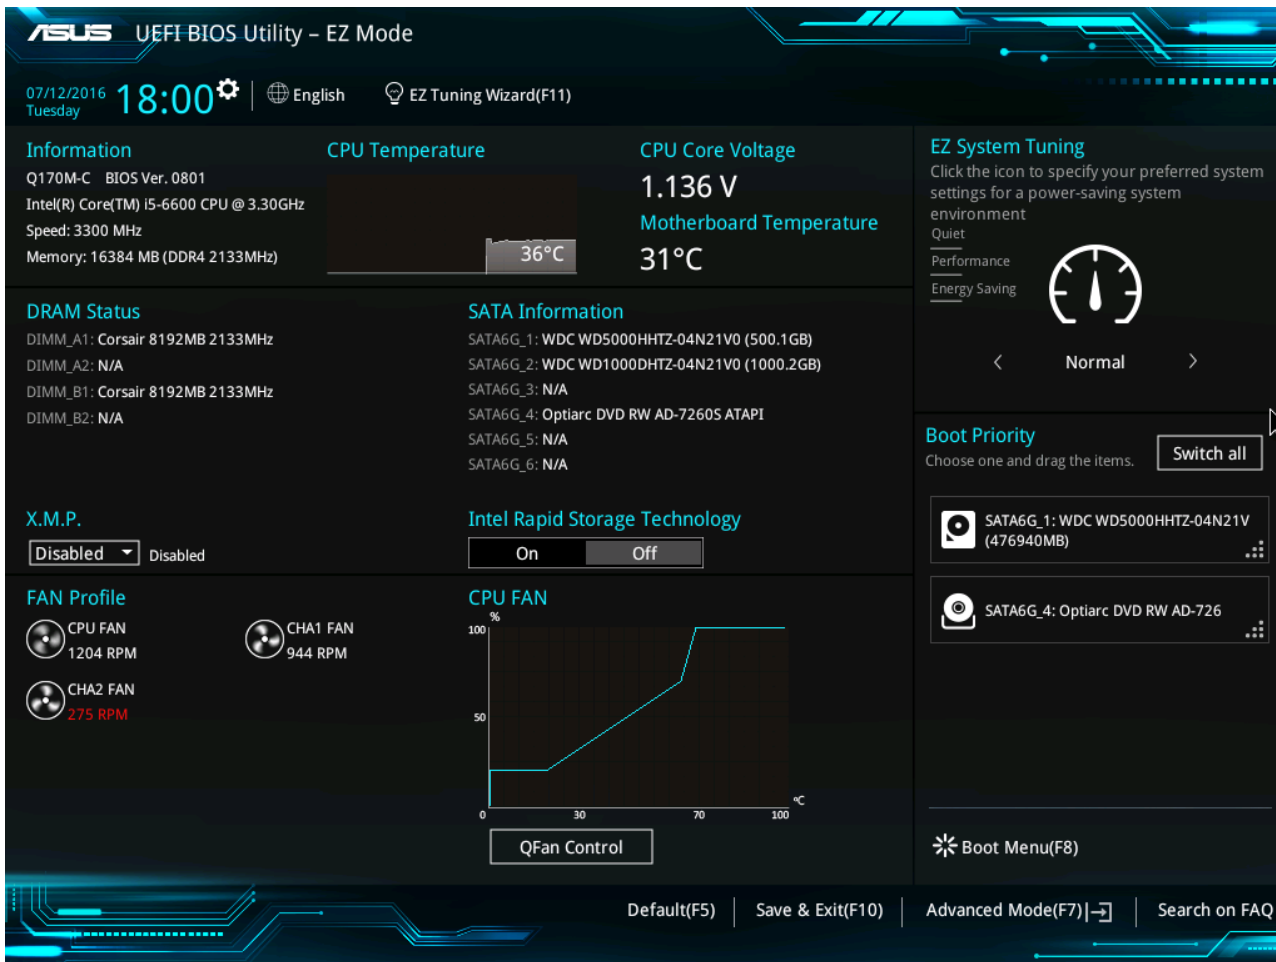 ASUS UEFI BIOS Utility – EZ Mode
07/12/2016
Tuesday
18:00
English
EZ Tuning Wizard(F11)
Information
Q170M-C BIOS Ver. 0801
Intel(R) Core(TM) i5-6600 CPU @ 3.30GHz
Speed: 3300 MHz
Memory: 16384 MB (DDR4 2133MHz)
CPU Temperature
36°C
CPU Core Voltage
1.136 V
Motherboard Temperature
31°C
EZ System Tuning
Click the icon to specify your preferred system
settings for a power-saving system
environment
Quiet
Performance
Energy Saving
Normal
DRAM Status
DIMM_A1: Corsair 8192MB 2133MHz
DIMM_A2: N/A
DIMM_B1: Corsair 8192MB 2133MHz
DIMM_B2: N/A
SATA Information
SATA6G_1: WDC WD5000HHTZ-04N21V0 (500.1GB)
SATA6G_2: WDC WD1000DHTZ-04N21V0 (1000.2GB)
SATA6G_3: N/A
SATA6G_4: Optiarc DVD RW AD-7260S ATAPI
SATA6G_5: N/A
SATA6G_6: N/A
X.M.P.
Disabled Disabled
Intel Rapid Storage Technology
On Off
Boot Priority
Choose one and drag the items.
Switch all
SATA6G_1: WDC WD5000HHTZ-04N21V
(476940MB)
SATA6G_4: Optiarc DVD RW AD-726
Boot Menu(F8)
FAN Profile
CPU FAN
1204 RPM
CHA1 FAN
944 RPM
CHA2 FAN
275 RPM
CPU FAN
%
100
50
0 30 70 100
°C
QFan Control
Default(F5)
Save & Exit(F10)
Advanced Mode(F7)
Search on FAQ